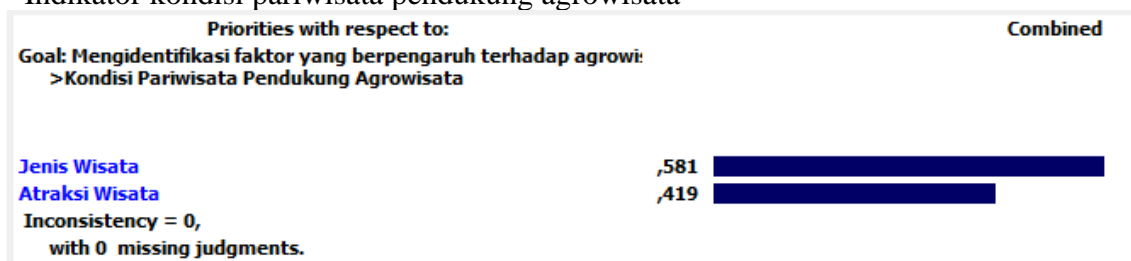 Indikator kondisi pariwisata pendukung agrowisata
Priorities with respect to: Combined
Goal: Mengidentifikasi faktor yang berpengaruh terhadap agrowi
>Kondisi Pariwisata Pendukung Agrowisata
Jenis Wisata ,581
Atraksi Wisata ,419
Inconsistency = 0,
with 0 missing judgments.